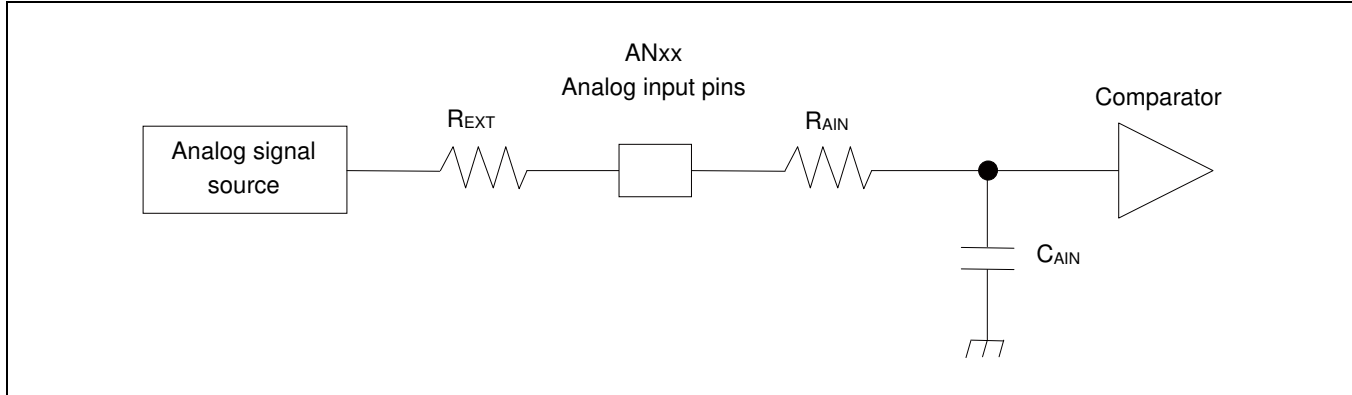 ANxx
Analog input pins
Comparator
REXT
RAIN
Analog signal
source
CAIN